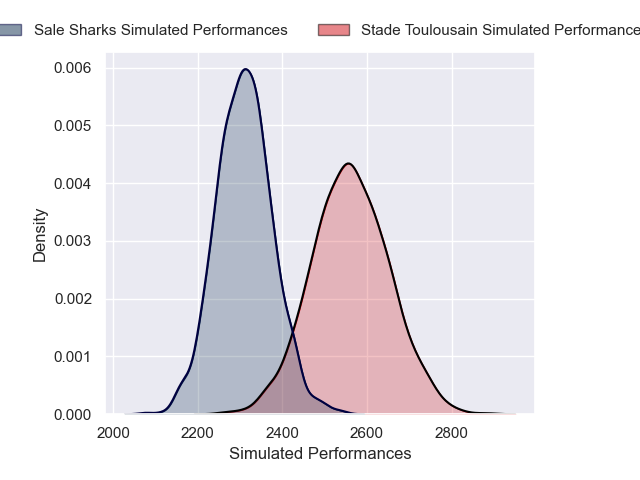 Sale Sharks Simulated Performances Stade Toulousain Simulated Performance
0.006
0.005
0.004
0.003
0.002
0.001
0.000
Density
2000 2200 2400 2600 2800
Simulated Performances